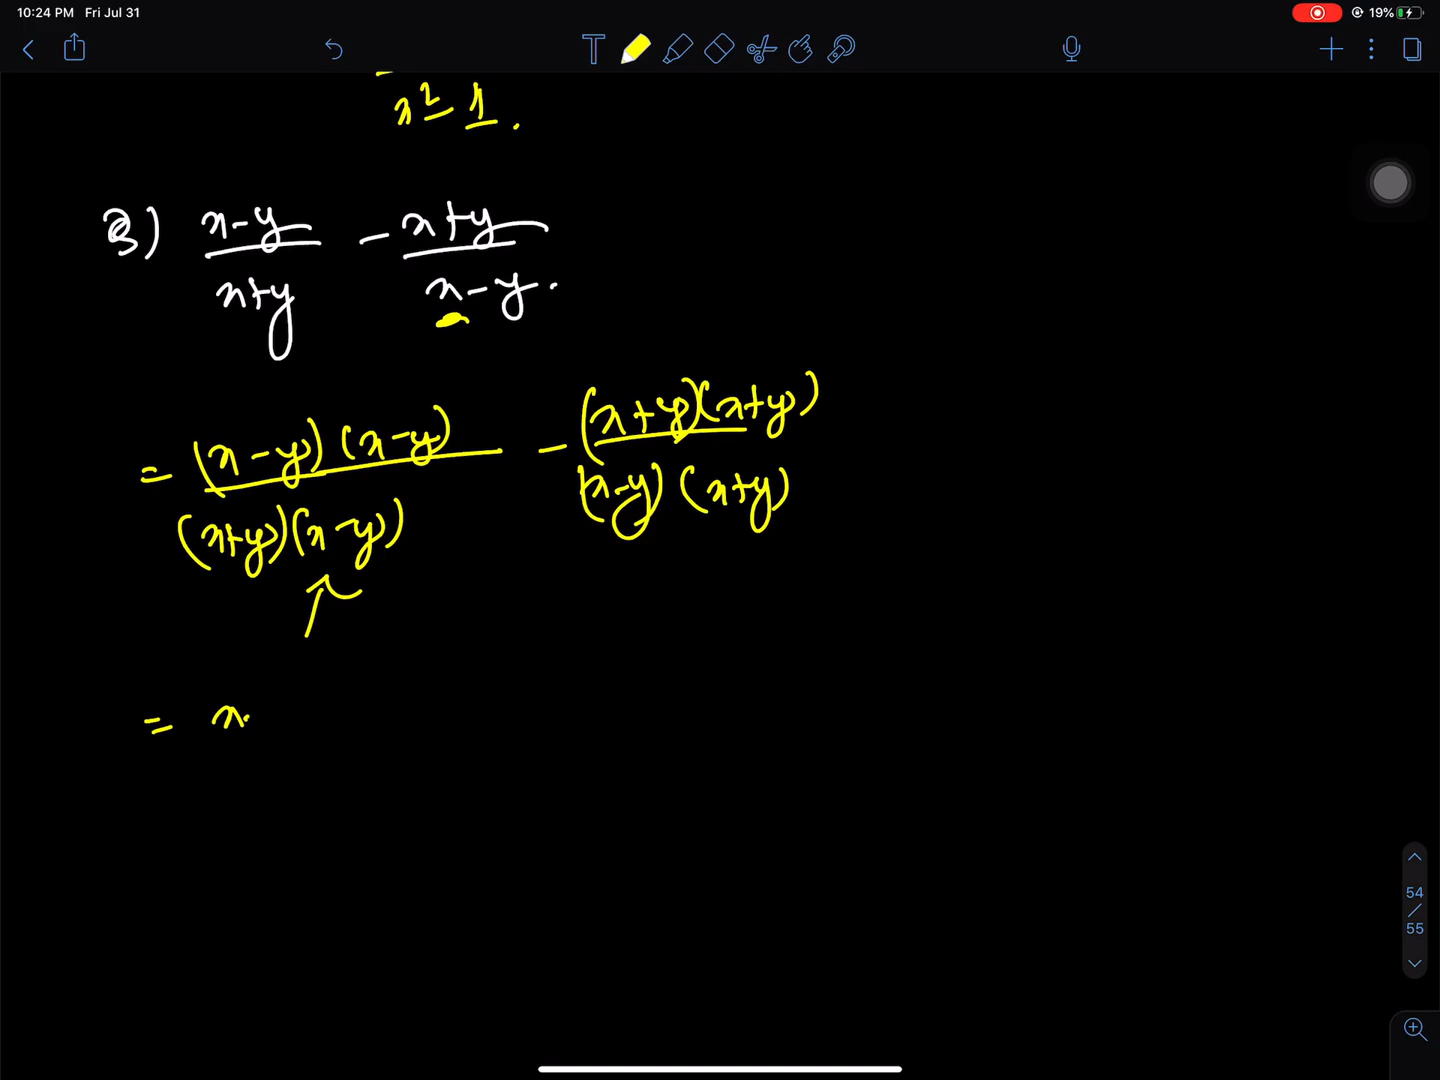 10:24 PM Fri Jul 31
19%
T
x² - 1 .
3) x-y - x+y
x+y x-y.
= (x-y)(x-y) - (x+y)(x+y)
(x+y)(x-y) (x-y)(x+y)
= x
54
/
55